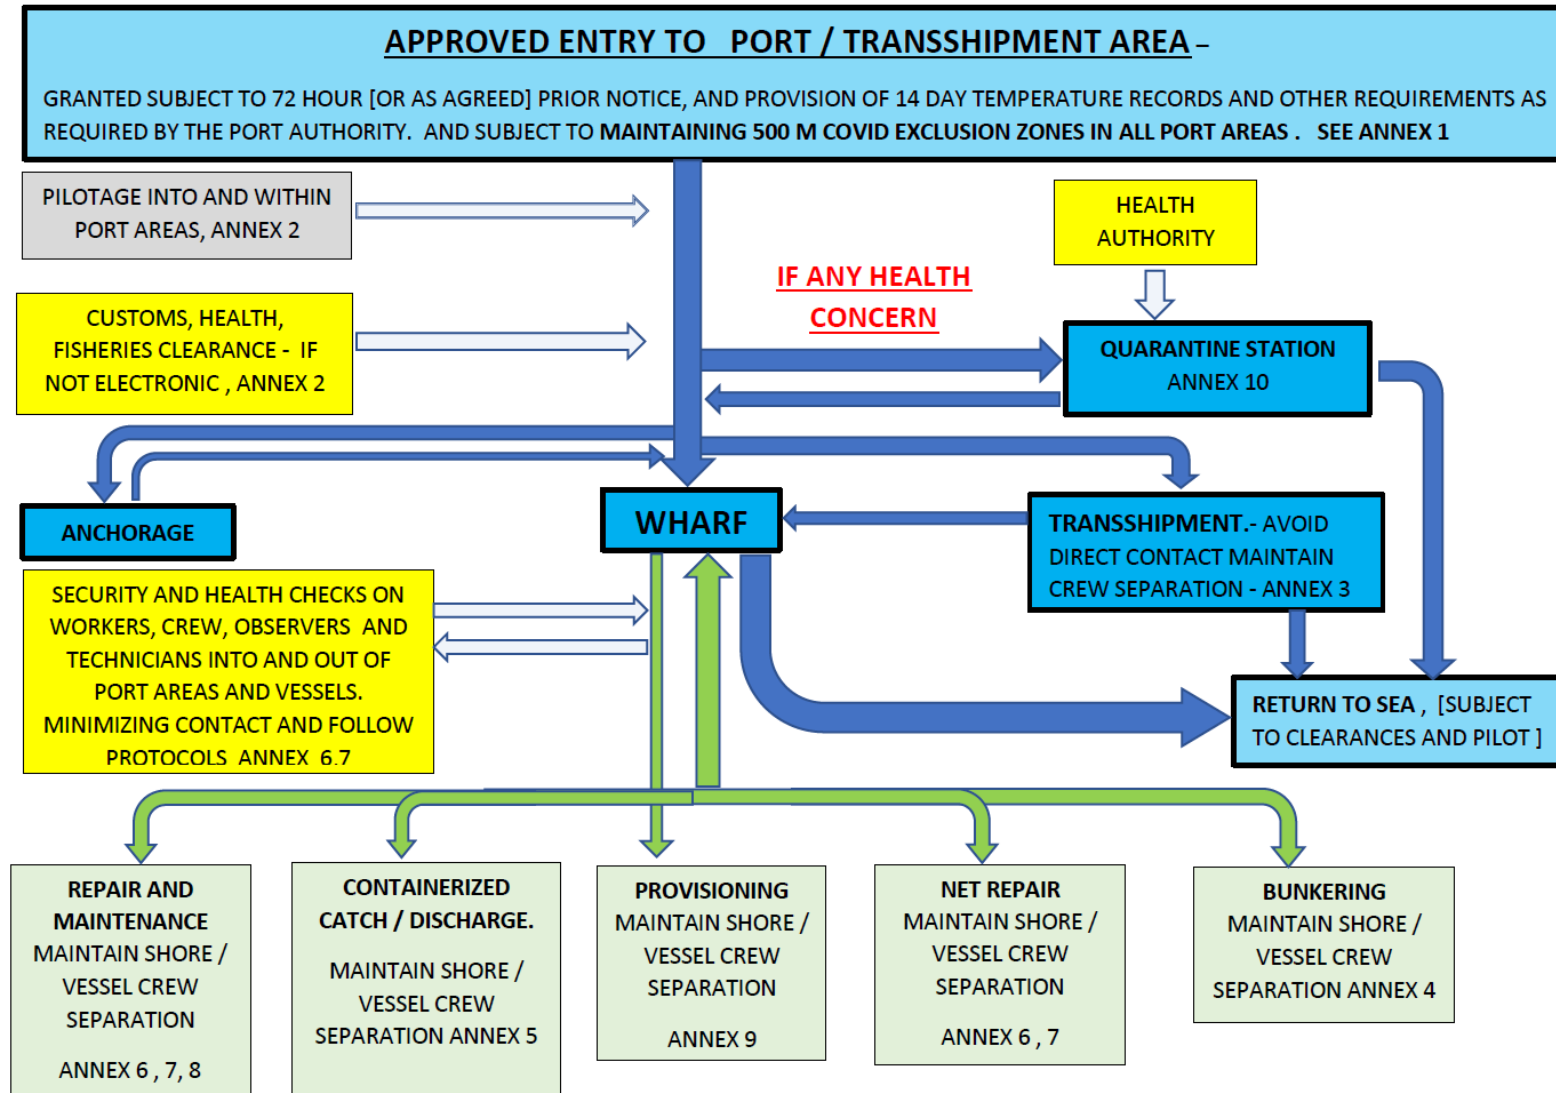 APPROVED ENTRY TO PORT / TRANSSHIPMENT AREA –
GRANTED SUBJECT TO 72 HOUR [OR AS AGREED] PRIOR NOTICE, AND PROVISION OF 14 DAY TEMPERATURE RECORDS AND OTHER REQUIREMENTS AS
REQUIRED BY THE PORT AUTHORITY. AND SUBJECT TO MAINTAINING 500 M COVID EXCLUSION ZONES IN ALL PORT AREAS . SEE ANNEX 1
PILOTAGE INTO AND WITHIN
PORT AREAS, ANNEX 2
HEALTH
AUTHORITY
IF ANY HEALTH
CONCERN
CUSTOMS, HEALTH,
FISHERIES CLEARANCE - IF
NOT ELECTRONIC , ANNEX 2
QUARANTINE STATION
ANNEX 10
ANCHORAGE
WHARF
TRANSSHIPMENT.- AVOID
DIRECT CONTACT MAINTAIN
CREW SEPARATION - ANNEX 3
SECURITY AND HEALTH CHECKS ON
WORKERS, CREW, OBSERVERS AND
TECHNICIANS INTO AND OUT OF
PORT AREAS AND VESSELS.
MINIMIZING CONTACT AND FOLLOW
PROTOCOLS ANNEX 6.7
RETURN TO SEA , [SUBJECT
TO CLEARANCES AND PILOT ]
REPAIR AND
MAINTENANCE
MAINTAIN SHORE /
VESSEL CREW
SEPARATION
ANNEX 6 , 7, 8
CONTAINERIZED
CATCH / DISCHARGE.
MAINTAIN SHORE /
VESSEL CREW
SEPARATION ANNEX 5
PROVISIONING
MAINTAIN SHORE /
VESSEL CREW
SEPARATION
ANNEX 9
NET REPAIR
MAINTAIN SHORE /
VESSEL CREW
SEPARATION
ANNEX 6 , 7
BUNKERING
MAINTAIN SHORE /
VESSEL CREW
SEPARATION ANNEX 4